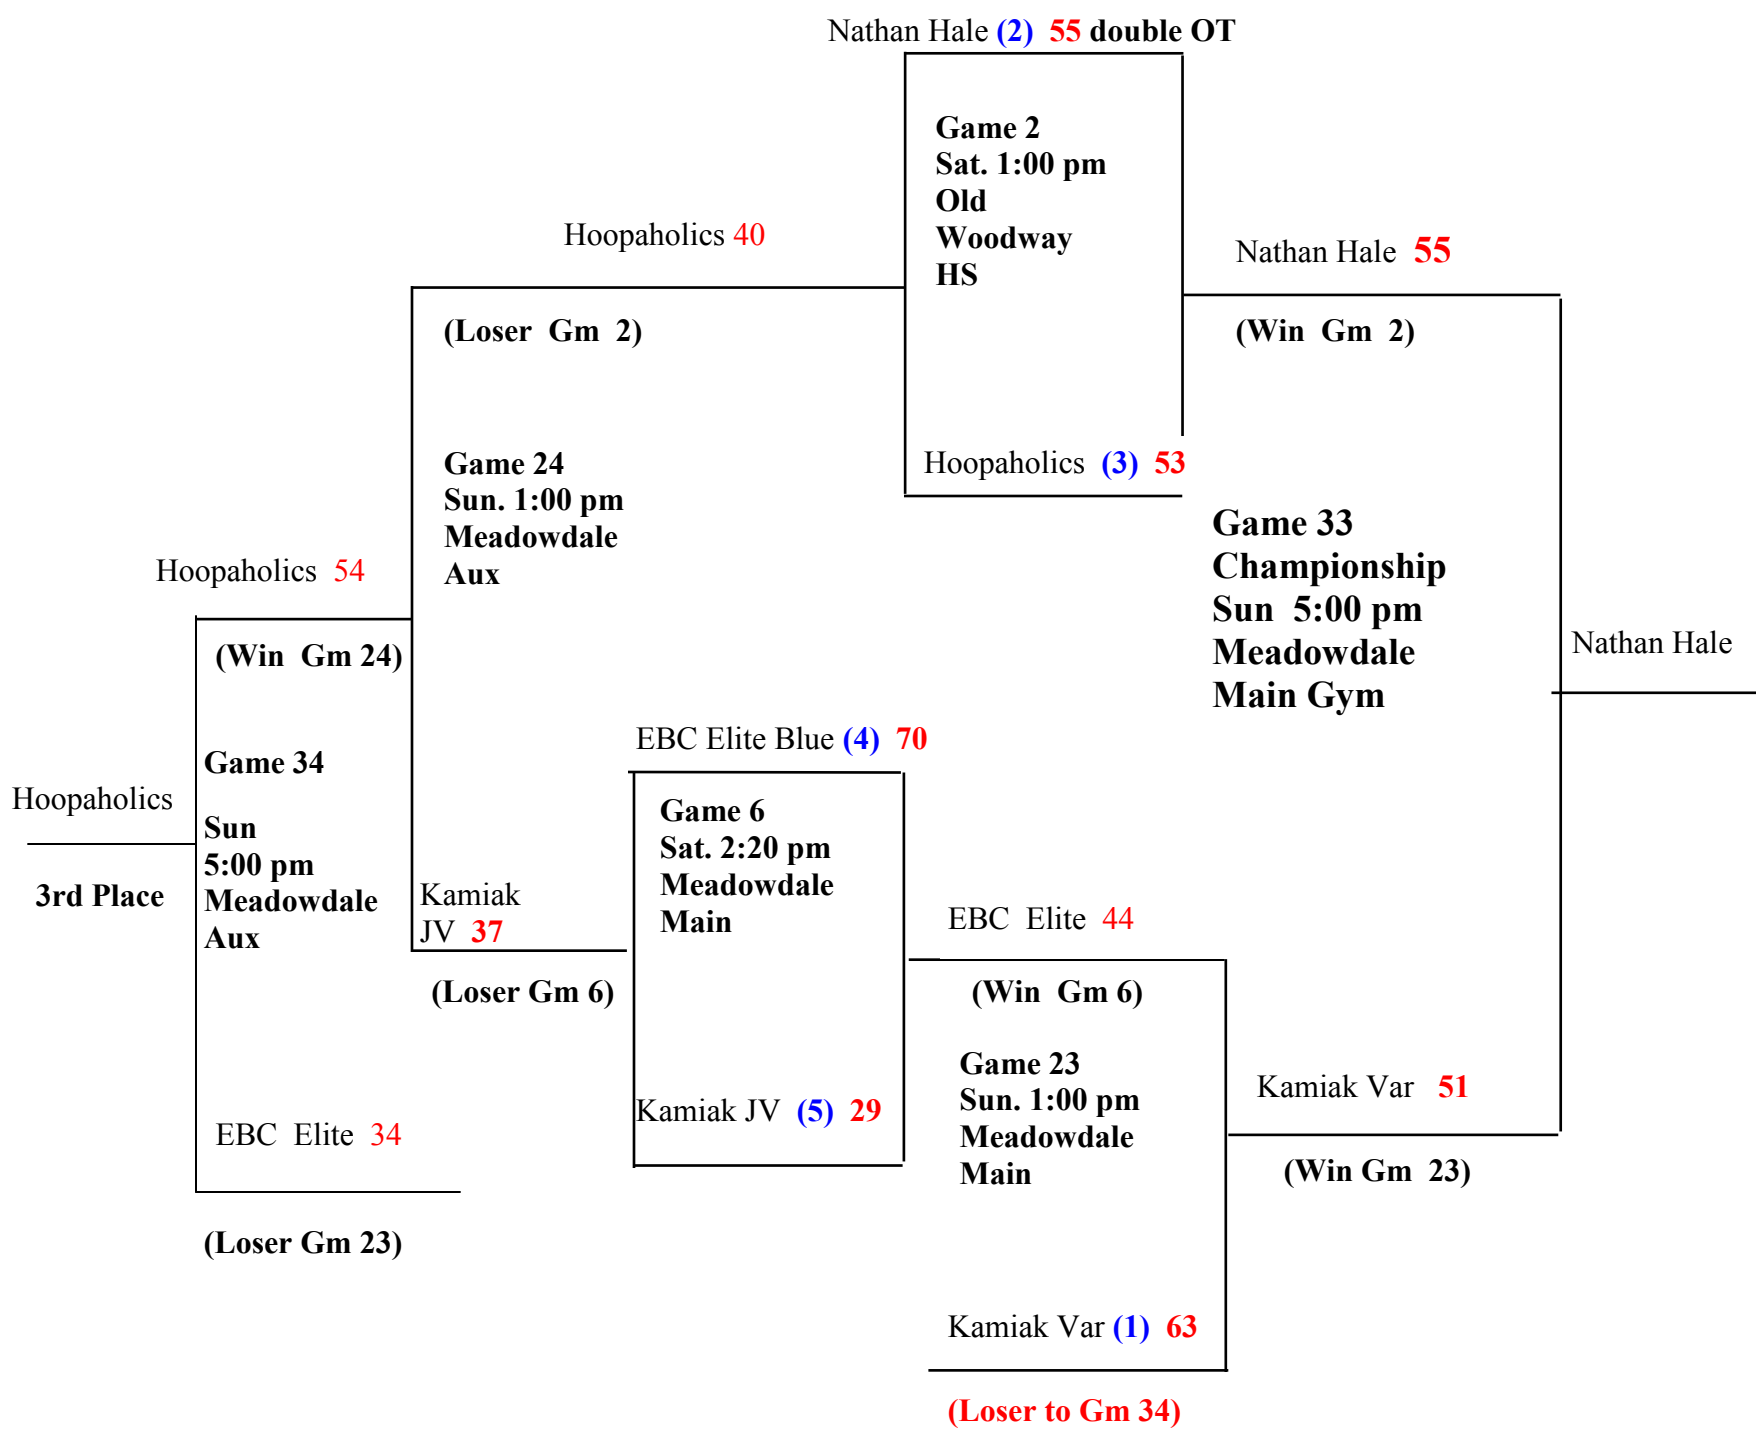 Nathan Hale (2) 55 double OT
Game 2
Sat. 1:00 pm
Old
Woodway
HS
Hoopaholics 40
Nathan Hale 55
(Loser Gm 2)
(Win Gm 2)
Hoopaholics (3) 53
Game 24
Sun. 1:00 pm
Meadowdale
Aux
Game 33
Championship
Sun 5:00 pm
Meadowdale
Main Gym
Hoopaholics 54
(Win Gm 24)
Nathan Hale
EBC Elite Blue (4) 70
Game 34
Sun
5:00 pm
Meadowdale
Aux
Hoopaholics
3rd Place
Game 6
Sat. 2:20 pm
Meadowdale
Main
Kamiak
JV 37
(Loser Gm 6)
EBC Elite 44
(Win Gm 6)
Kamiak JV (5) 29
Game 23
Sun. 1:00 pm
Meadowdale
Main
Kamiak Var 51
(Win Gm 23)
EBC Elite 34
(Loser Gm 23)
Kamiak Var (1) 63
(Loser to Gm 34)